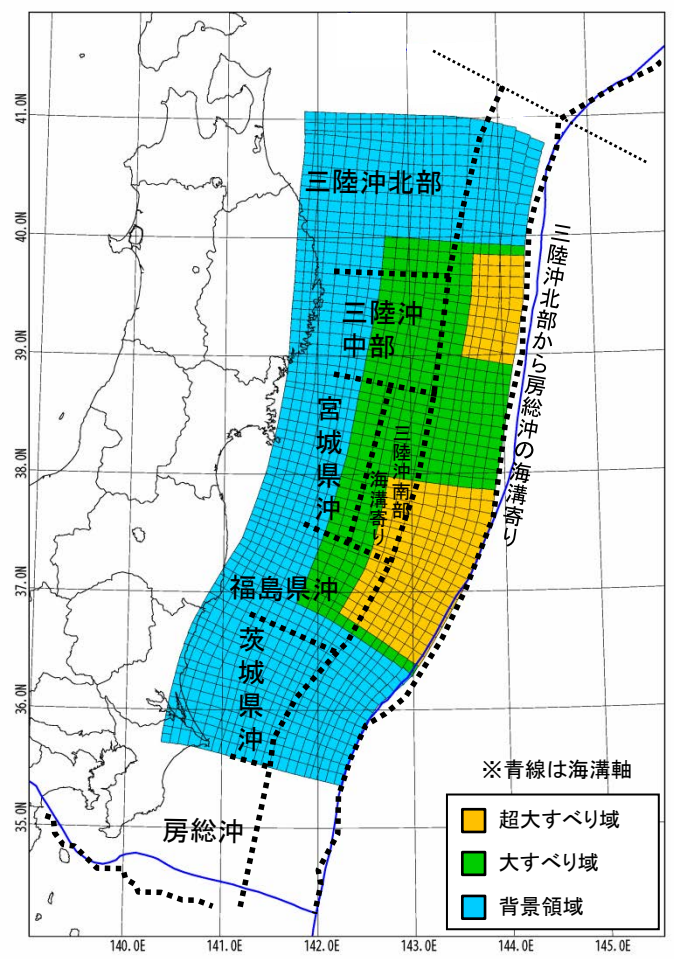 41.0N
40.0N
39.0N
38.0N
37.0N
36.0N
35.0N
三陸沖北部
三陸沖
中部
宮城県沖
三陸沖南部
海溝寄り
三陸沖北部から房総沖の海溝寄り
福島県沖
茨城県沖
房総沖
※青線は海溝軸
超大すべり域
大すべり域
背景領域
140.0E
141.0E
142.0E
143.0E
144.0E
145.0E